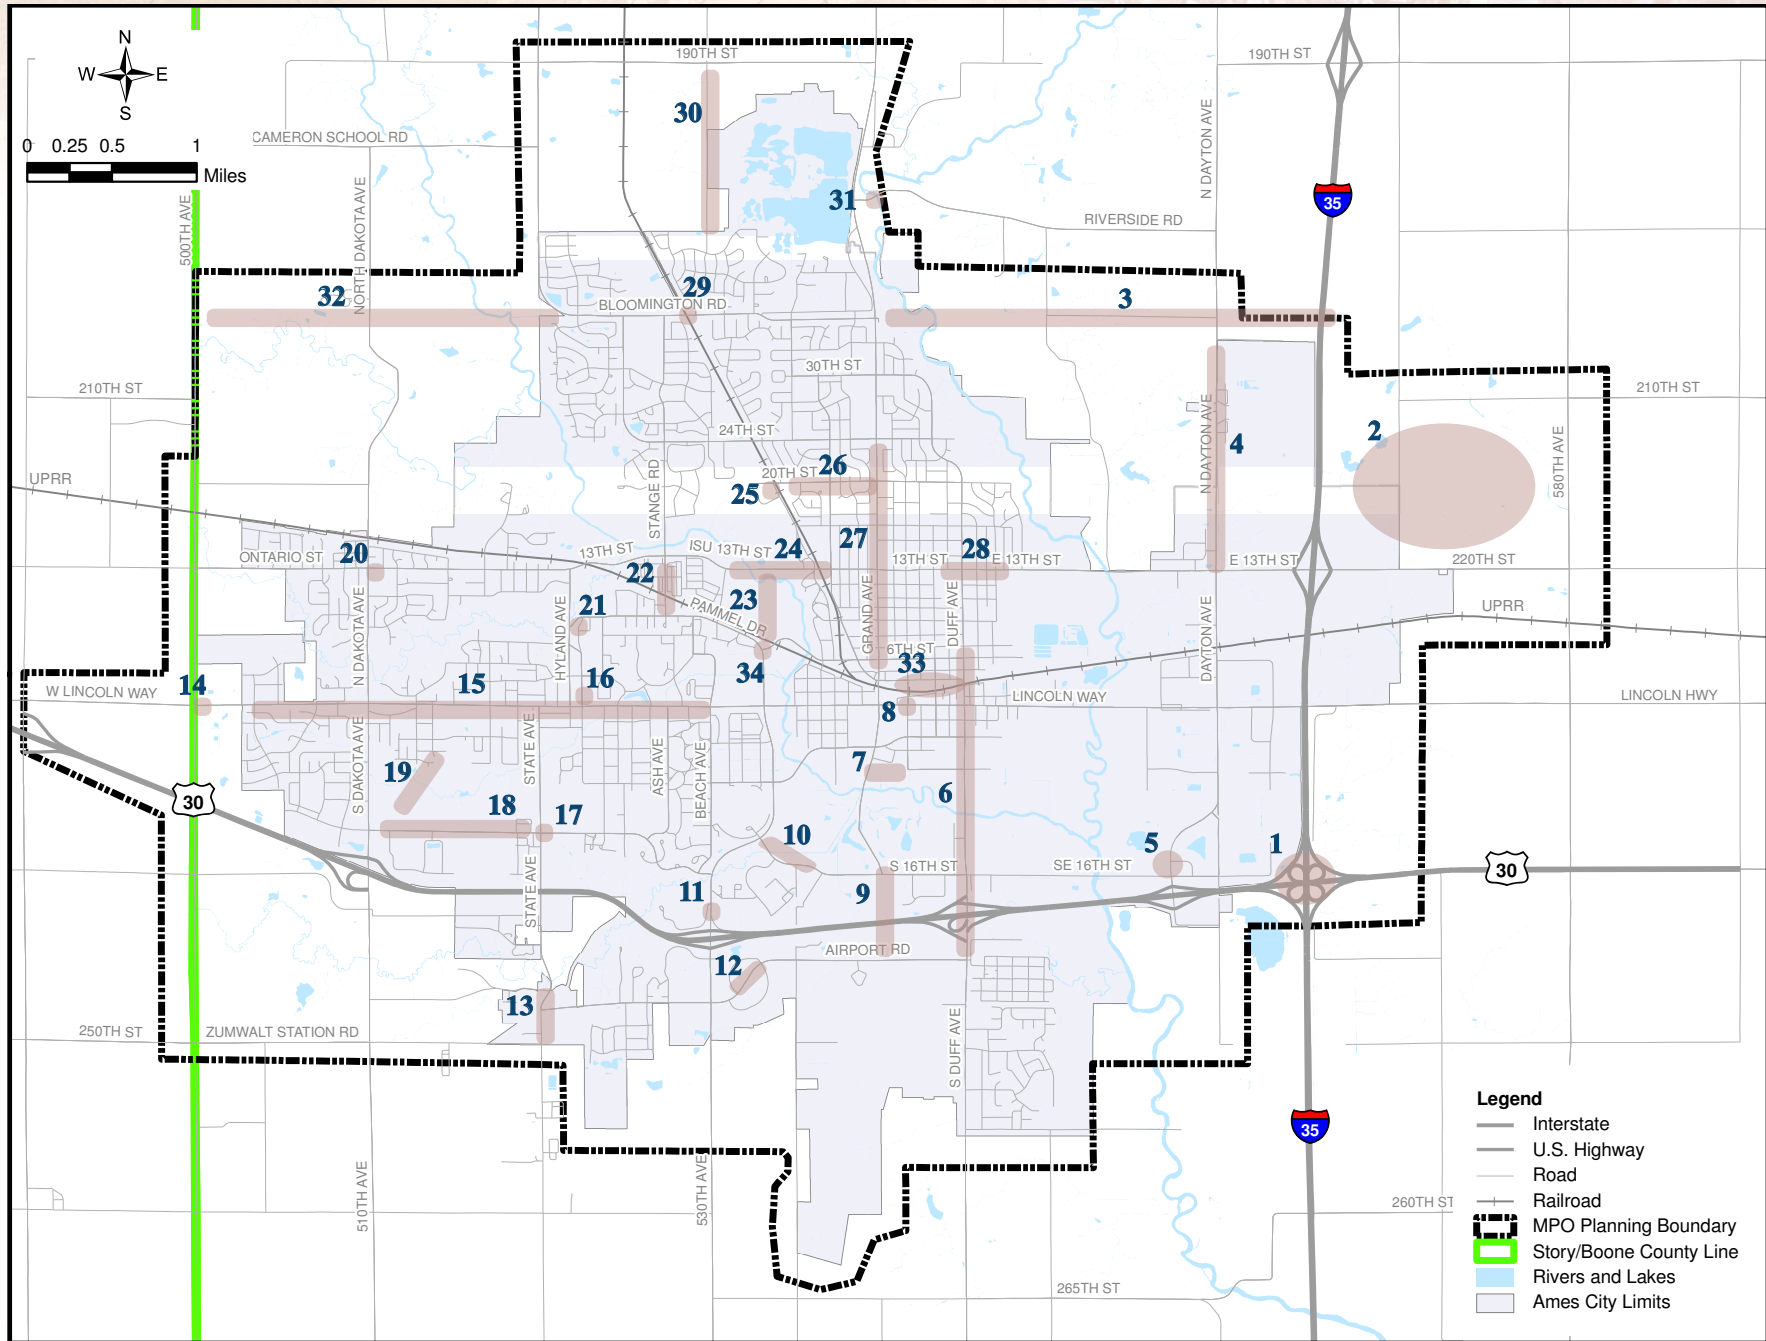 N
W E
S
0 0.25 0.5 1
Miles
190TH ST
190TH ST
30
CAMERON SCHOOL RD
N DAYTON AVE
500TH AVE
NORTH DAKOTA AVE
31
35
RIVERSIDE RD
32
29
BLOOMINGTON RD
3
30TH ST
210TH ST
210TH ST
24TH ST
N DAYTON AVE
4
2
580TH AVE
UPRR
STANGE RD
26
20TH ST
25
ONTARIO ST
20
13TH ST
ISU 13TH ST
24
27
13TH ST
28
E 13TH ST
E 13TH ST
220TH ST
22
23
PAMMEL DR
21
N DAKOTA AVE
HYLAND AVE
GRAND AVE
DUFF AVE
DAYTON AVE
UPRR
6TH ST
33
34
W LINCOLN WAY
14
15
16
8
LINCOLN WAY
LINCOLN HWY
S DAKOTA AVE
STATE AVE
ASH AVE
BEACH AVE
19
7
6
30
18
17
10
5
1
S 16TH ST
SE 16TH ST
30
STATE AVE
11
9
AIRPORT RD
12
13
250TH ST
ZUMWALT STATION RD
S DUFF AVE
510TH AVE
530TH AVE
35
260TH ST
265TH ST
Legend
Interstate
U.S. Highway
Road
Railroad
MPO Planning Boundary
Story/Boone County Line
Rivers and Lakes
Ames City Limits